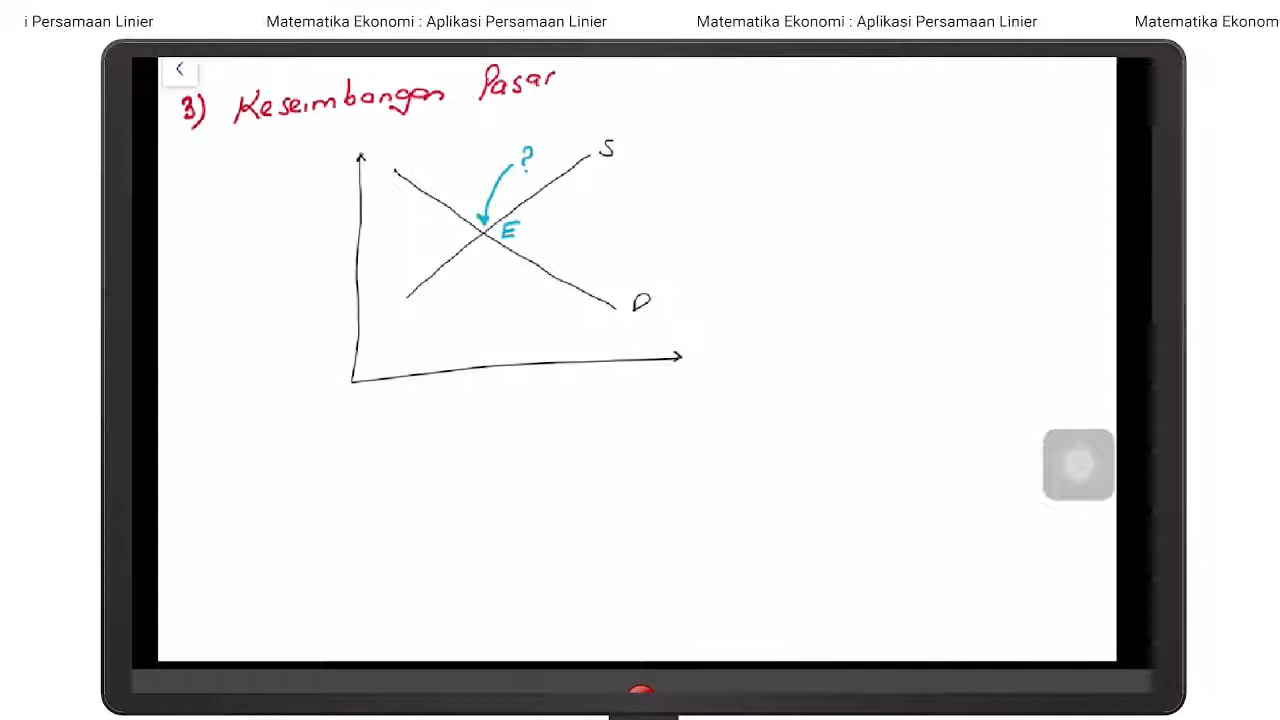 i Persamaan Linier Matematika Ekonomi : Aplikasi Persamaan Linier Matematika Ekonomi : Aplikasi Persamaan Linier Matematika Ekonom
3) Keseimbangan Pasar
S
?
E
D